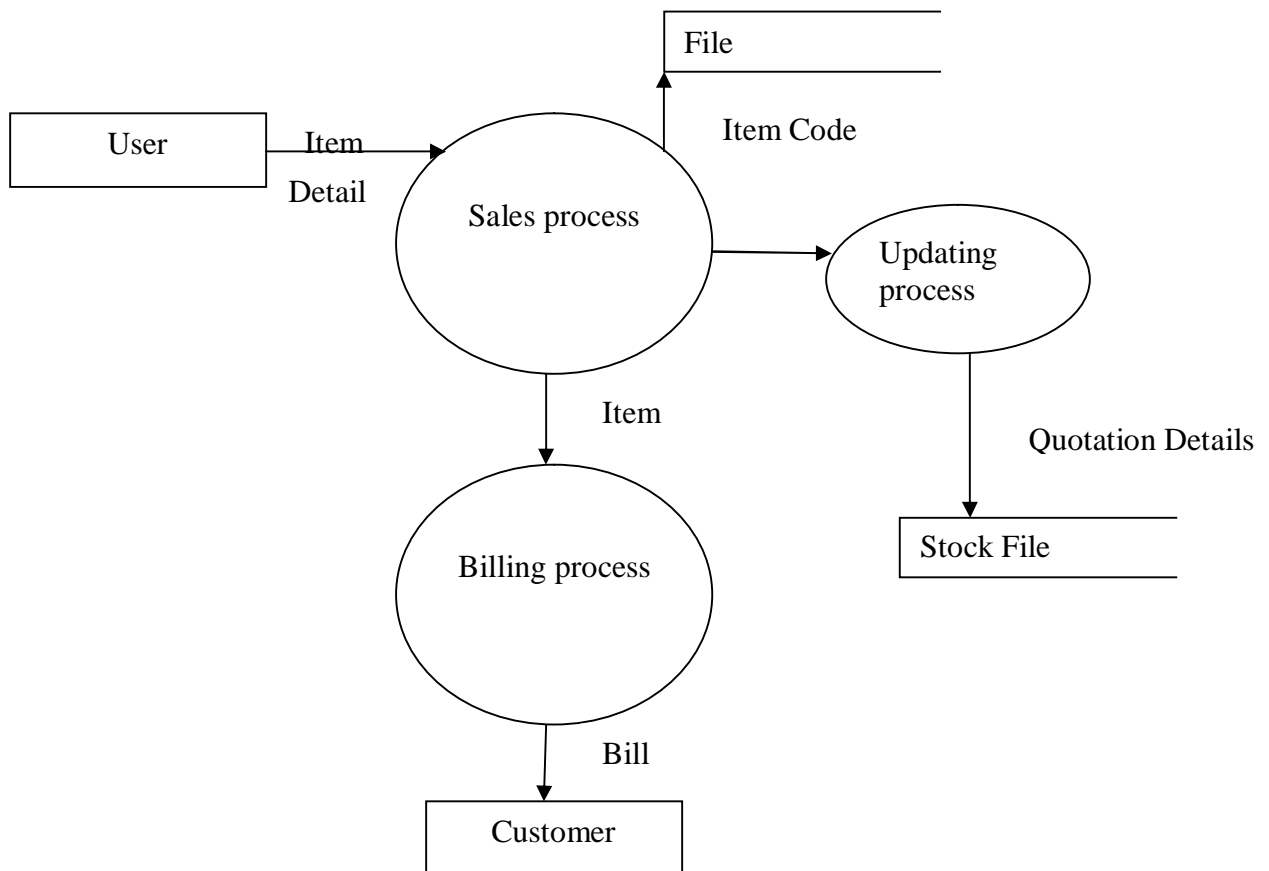 File
User
Item
Detail
Item Code
Sales process
Updating
process
Item
Quotation Details
Stock File
Billing process
Bill
Customer